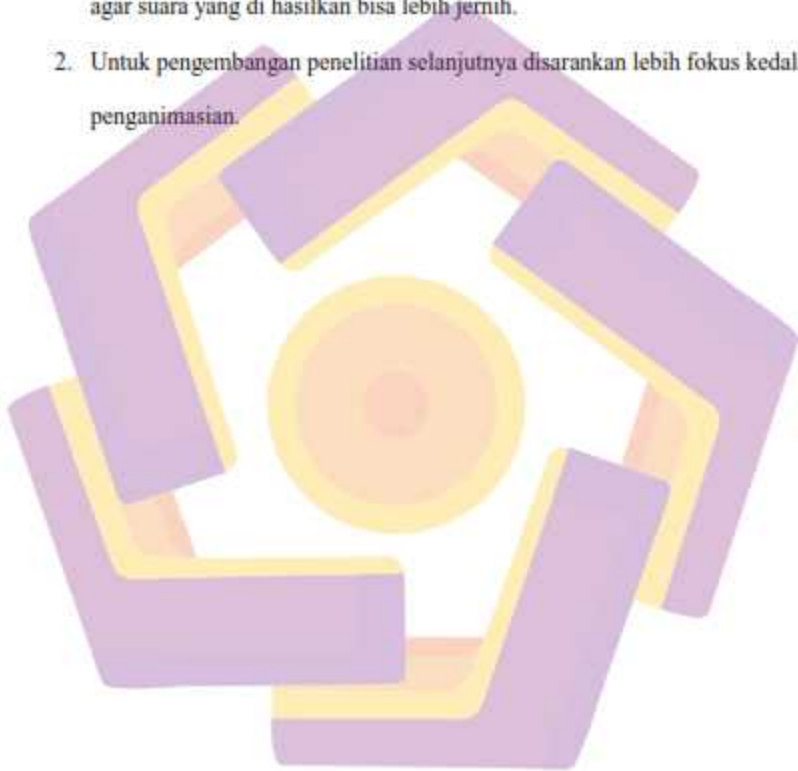 agar suara yang di hasilkan bisa lebih jernih.
2. Untuk pengembangan penelitian selanjutnya disarankan lebih fokus kedal
penganimasian.